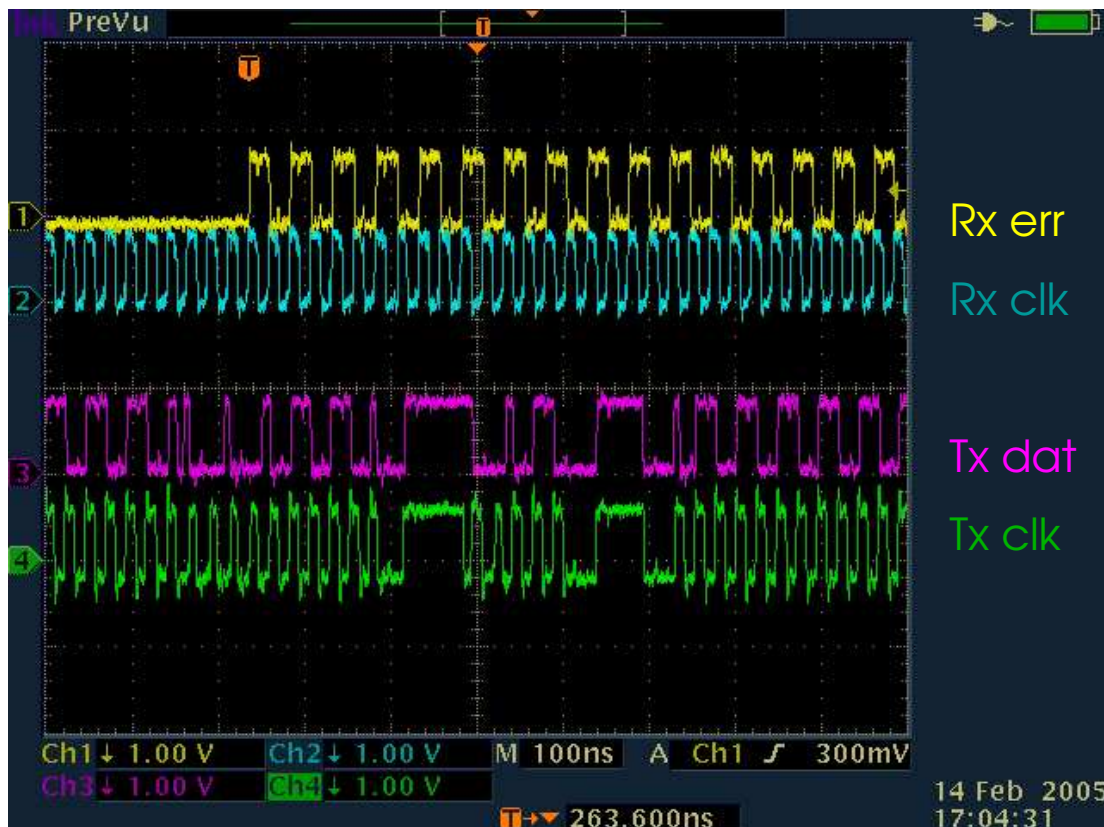 PreVu
T
T
1
Rx err
2
Rx clk
3
Tx dat
4
Tx clk
Ch1 ↓ 1.00 V Ch2 ↓ 1.00 V M 100ns A Ch1 ʃ 300mV
Ch3 ↓ 1.00 V Ch4 ↓ 1.00 V
14 Feb 2005
T→▼ 263.600ns 17:04:31